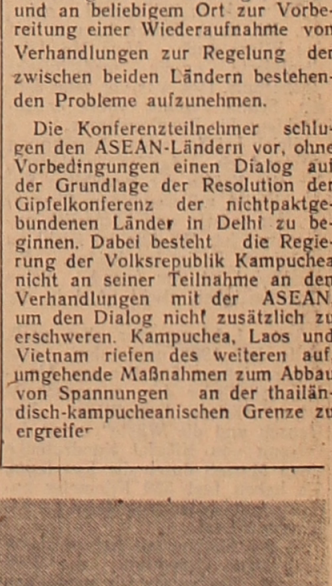 und an beliebigem Ort zur Vorbe-
reitung einer Wiederaufnahme von
Verhandlungen zur Regelung der
zwischen beiden Ländern bestehen-
den Probleme aufzunehmen.
Die Konferenzteilnehmer schlu-
gen den ASEAN-Ländern vor, ohne
Vorbedingungen einen Dialog auf
der Grundlage der Resolution der
Gipfelkonferenz der nichtpaktge-
bundenen Länder in Delhi zu be-
ginnen. Dabei besteht die Regie-
rung der Volksrepublik Kampuchea
nicht an seiner Teilnahme an den
Verhandlungen mit der ASEAN,
um den Dialog nicht zusätzlich zu
erschweren. Kampuchea, Laos und
Vietnam riefen des weiteren auf,
umgehende Maßnahmen zum Abbau
von Spannungen an der thailän-
disch-kampucheanischen Grenze zu
ergreifen